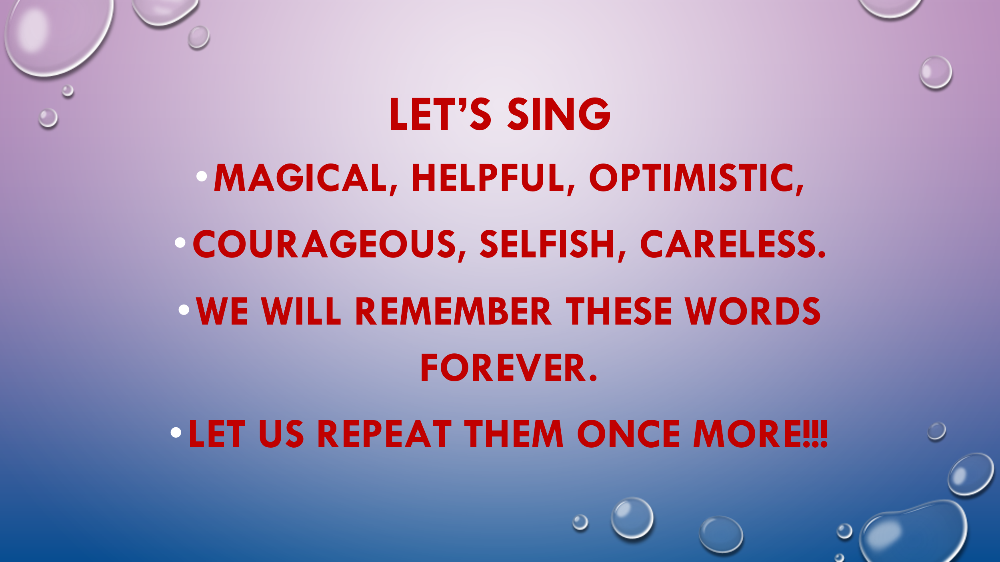 LET’S SING
•MAGICAL, HELPFUL, OPTIMISTIC,
•COURAGEOUS, SELFISH, CARELESS.
•WE WILL REMEMBER THESE WORDS
FOREVER.
•LET US REPEAT THEM ONCE MORE!!!